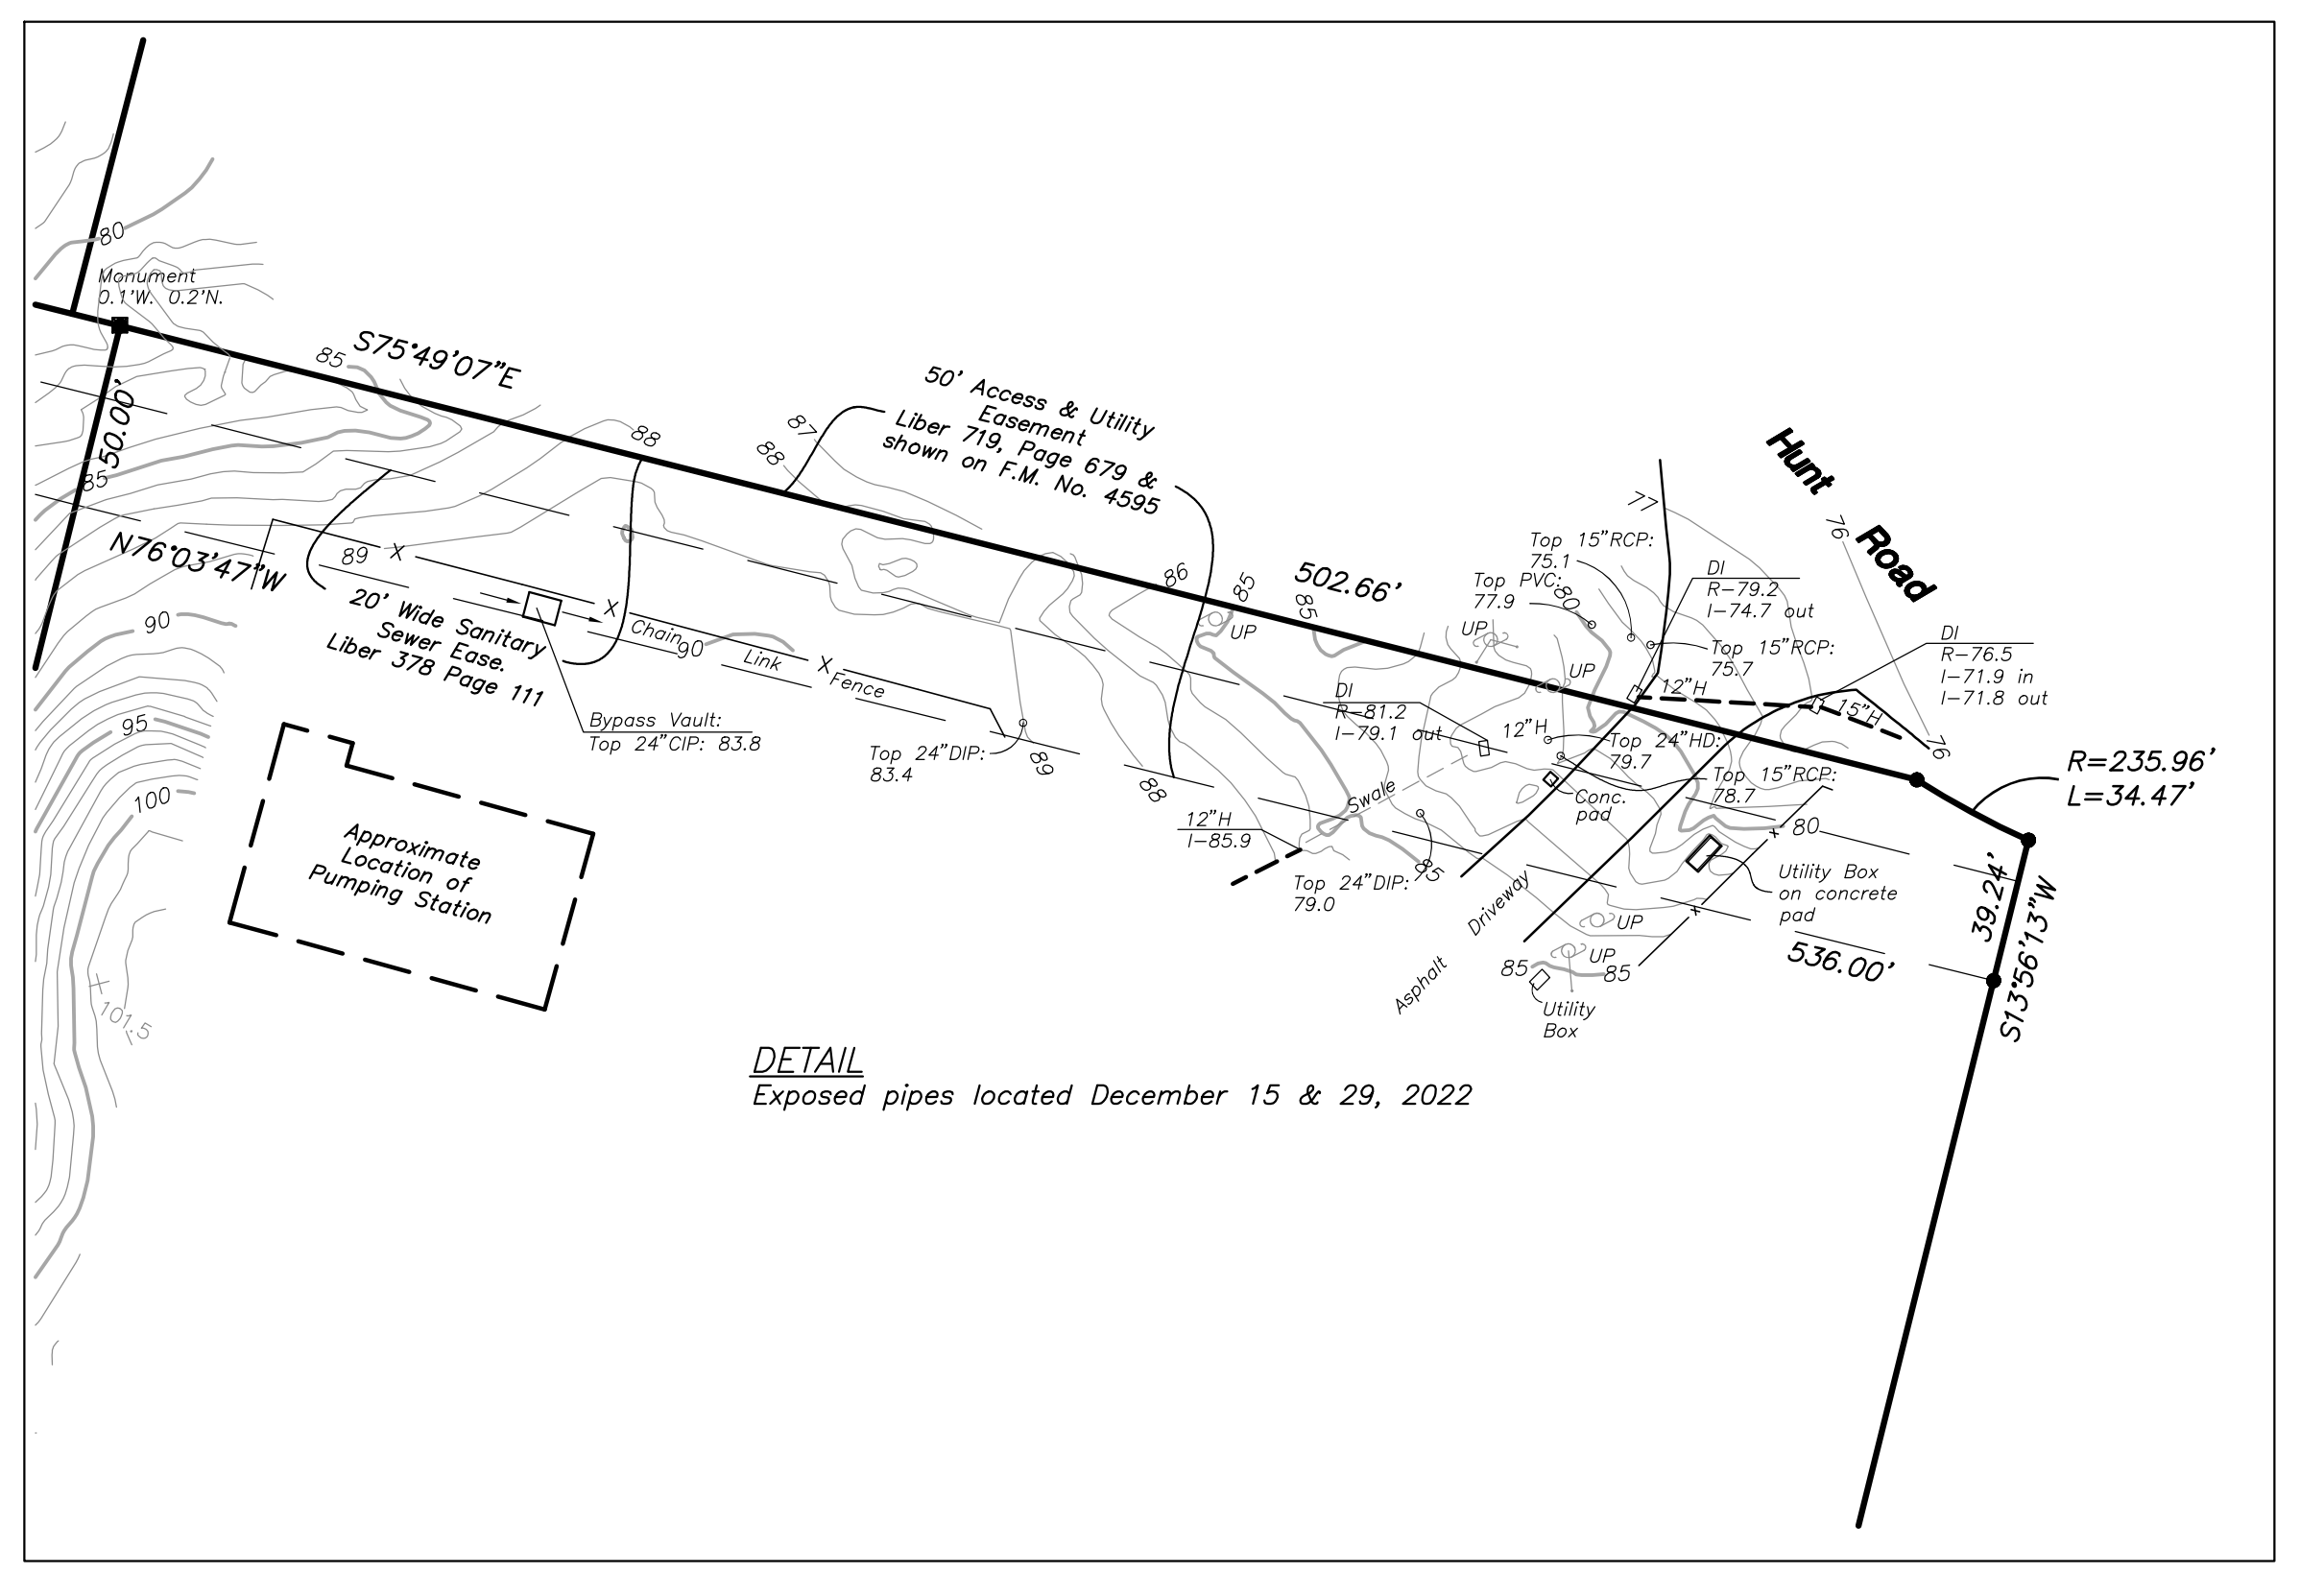 80
Monument
0.1'W. 0.2'N.
85
S75°49'07"E
50.00'
85
N76°03'47"W
88
87
88
50' Access & Utility
Easement
Liber 719, Page 679 &
shown on F.M. No. 4595
Hunt Road
77
76
Top 15"RCP:
75.1
Top PVC:
77.9
80
DI
R-79.2
I-74.7 out
502.66'
86
85
85
UP
UP
UP
Top 15"RCP:
75.7
DI
R-76.5
I-71.9 in
I-71.8 out
12"H
15"H
76
89
X
X
X
Chain
Link
Fence
90
20' Wide Sanitary
Sewer Ease.
Liber 378 Page 111
90
95
100
101.5
Bypass Vault:
Top 24"CIP: 83.8
Top 24"DIP:
83.4
89
88
DI
R-81.2
I-79.1 out
12"H
Top 24"HD:
79.7
Top 15"RCP:
78.7
Conc.
pad
Swale
12"H
I-85.9
Top 24"DIP:
79.0
85
R=235.96'
L=34.47'
80
x
x
Utility Box
on concrete
pad
39.24'
S13°56'13"W
536.00'
Asphalt Driveway
UP
UP
85
85
Utility
Box
Approximate
Location of
Pumping Station
DETAIL
Exposed pipes located December 15 & 29, 2022